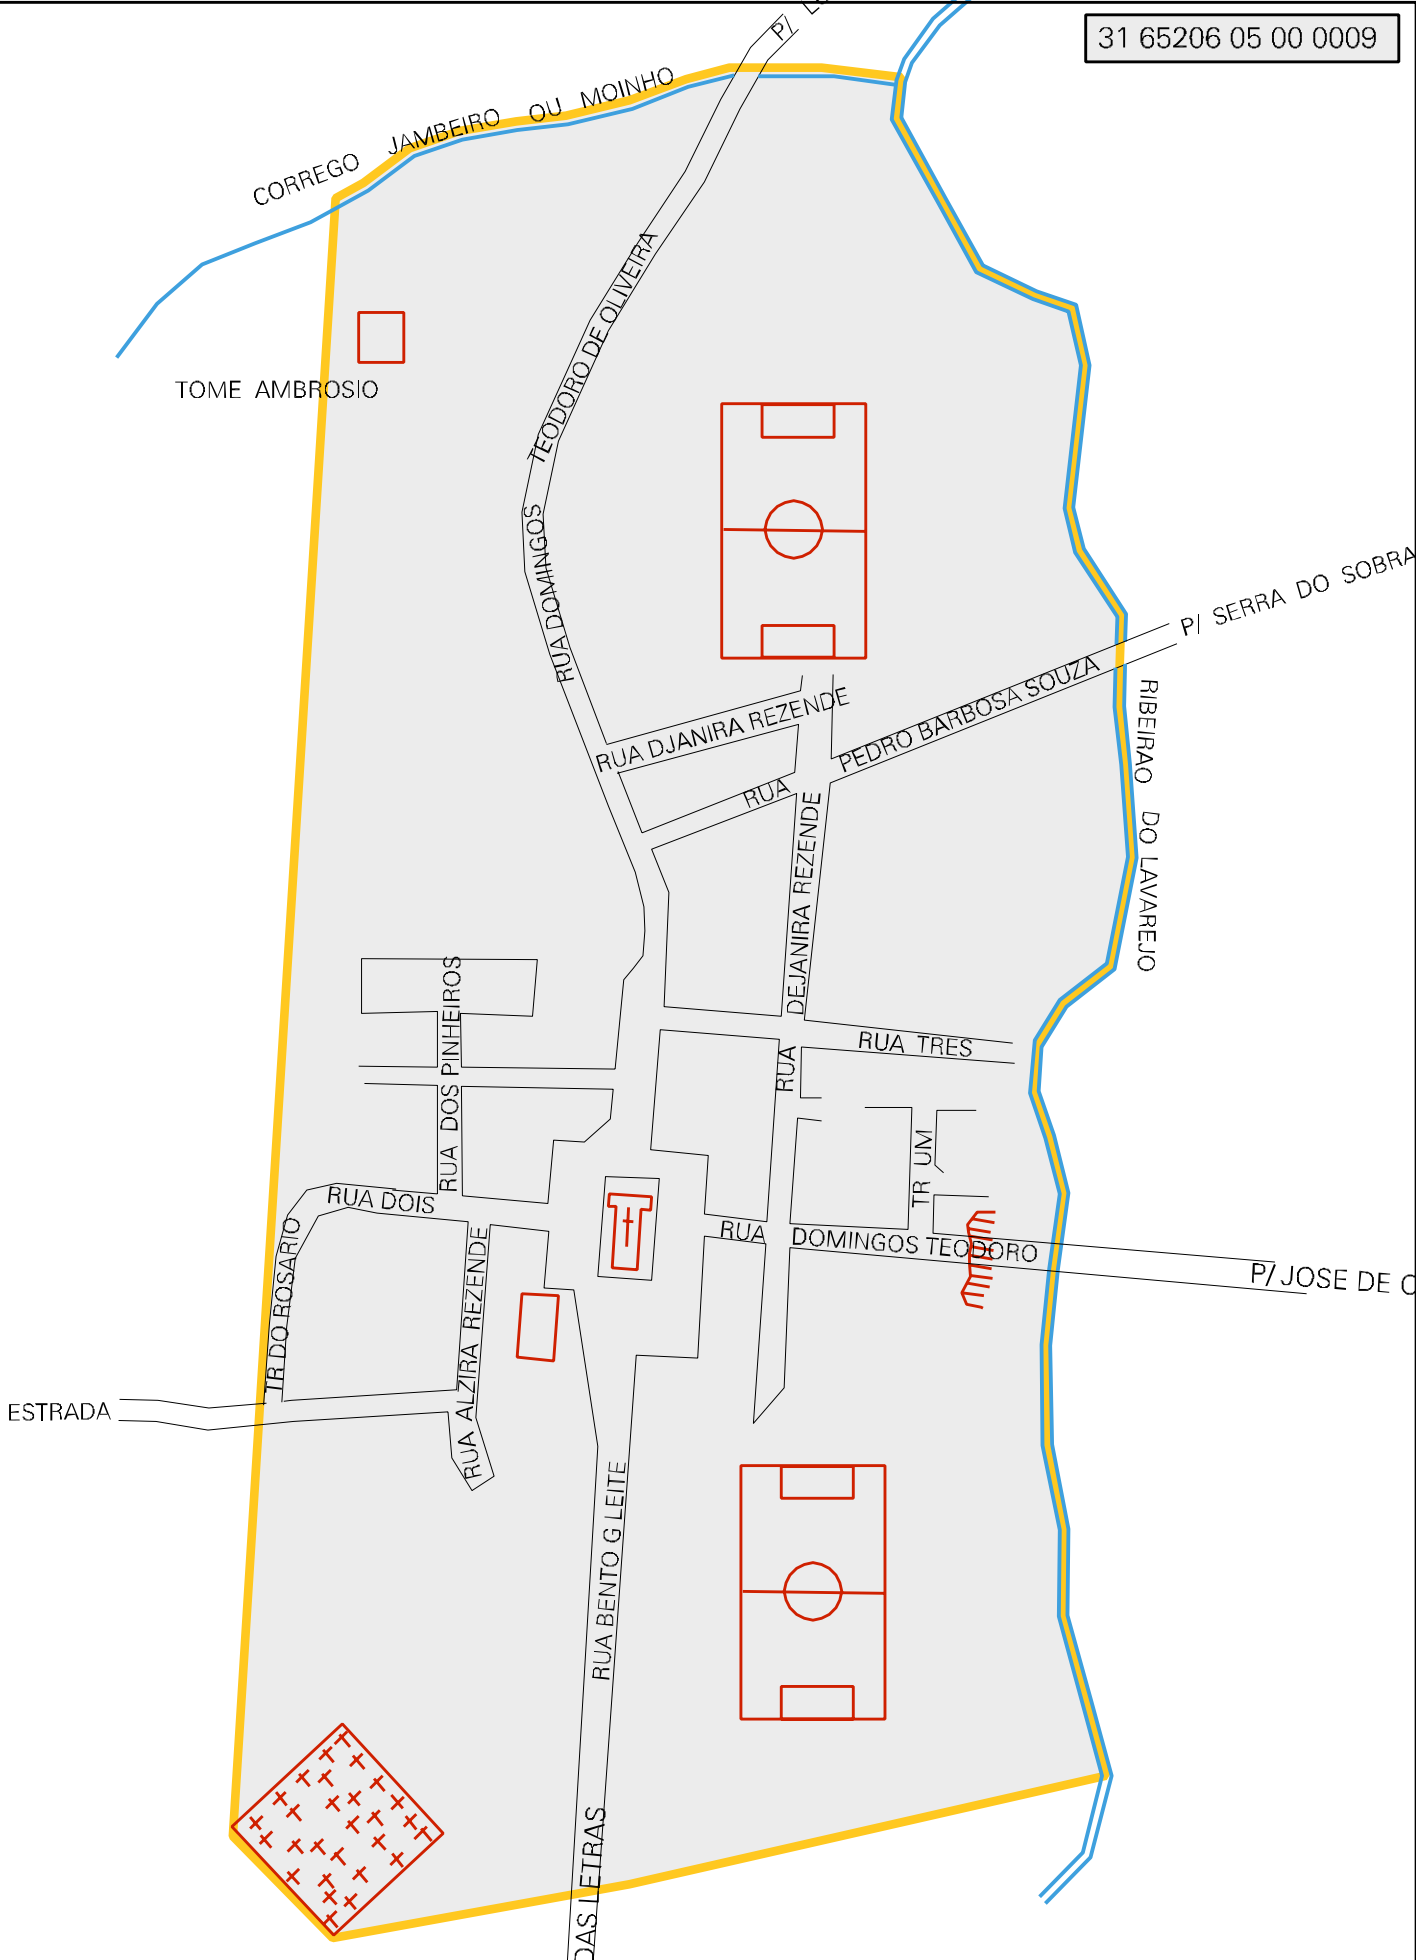 P/
31 65206 05 00 0009
CORREGO JAMBEIRO OU MOINHO
TOME AMBROSIO
RUA DOMINGOS TEODORO DE OLIVEIRA
P/ SERRA DO SOBRA
RUA DJANIRA REZENDE
RUA PEDRO BARBOSA SOUZA
RIBEIRAO DO LAVAREJO
RUA DEJANIRA REZENDE
RUA DOS PINHEIROS
RUA TRES
TR UM
RUA DOIS
RUA DOMINGOS TEODORO
P/ JOSE DE
TR DO ROSARIO
RUA ALZIRA REZENDE
ESTRADA
RUA BENTO G LEITE
DAS LETRAS